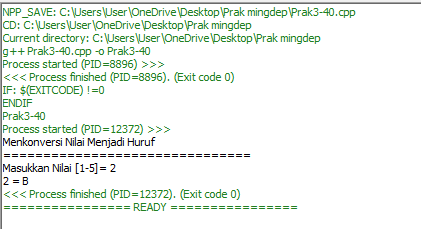 NPP_SAVE: C:\Users\User\OneDrive\Desktop\Prak mingdep\Prak3-40.cpp
CD: C:\Users\User\OneDrive\Desktop\Prak mingdep
Current directory: C:\Users\User\OneDrive\Desktop\Prak mingdep
g++ Prak3-40.cpp -o Prak3-40
Process started (PID=8896) >>>
<<< Process finished (PID=8896). (Exit code 0)
IF: $(EXITCODE) !=0
ENDIF
Prak3-40
Process started (PID=12372) >>>
Menkonversi Nilai Menjadi Huruf
===============================
Masukkan Nilai [1-5]= 2
2 = B
<<< Process finished (PID=12372). (Exit code 0)
================ READY ================